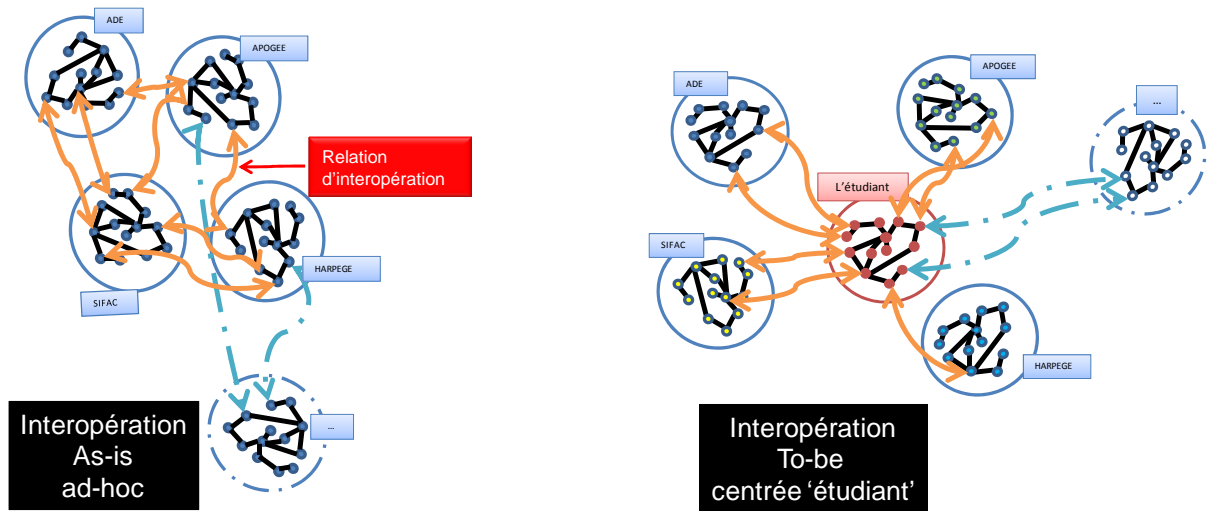 ADE
APOGEE
Relation
d'interopération
HARPEGE
SIFAC
...
Interopération
As-is
ad-hoc
APOGEE
ADE
...
L'étudiant
SIFAC
HARPEGE
Interopération
To-be
centrée ‘étudiant’